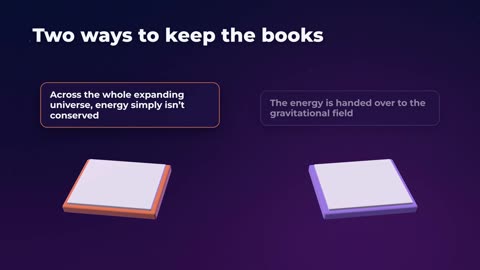 Two ways to keep the books
Across the whole expanding
universe, energy simply isn’t
conserved
The energy is handed over to the
gravitational field